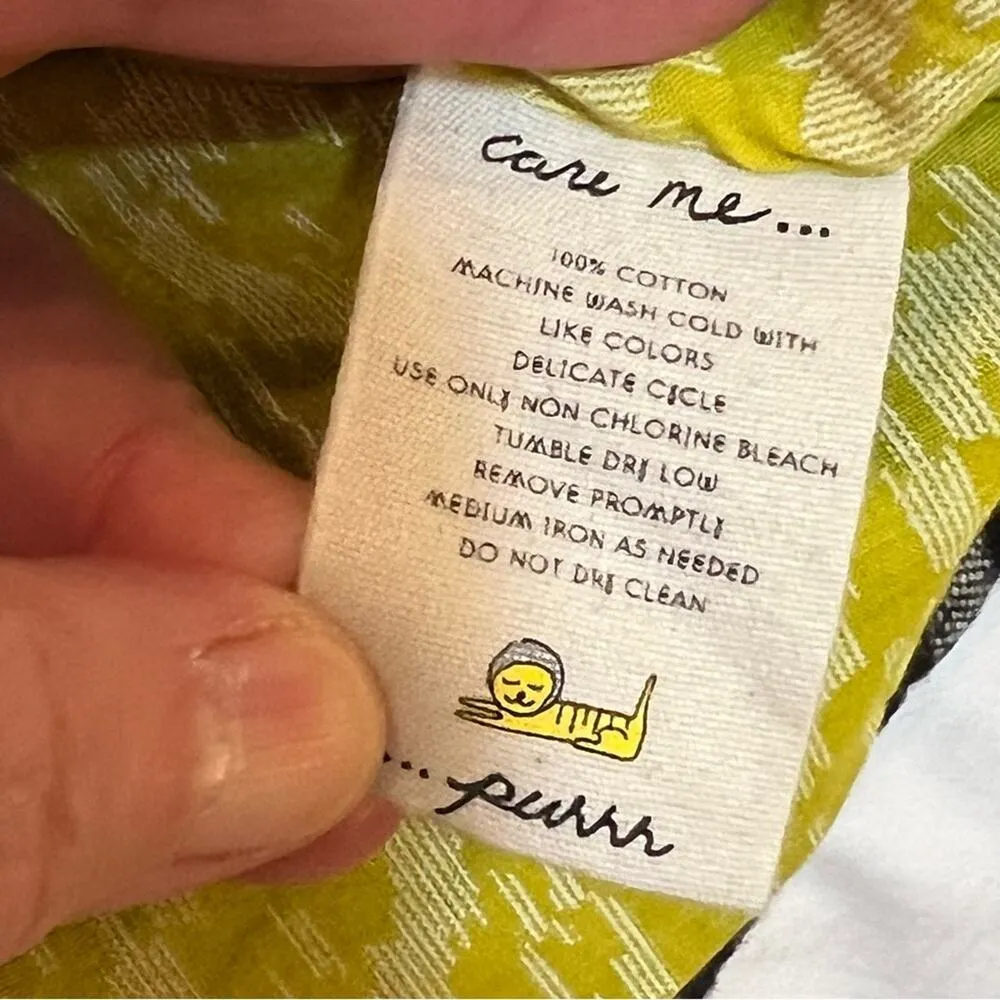 care me...
100% COTTON
MACHINE WASH COLD WITH
LIKE COLORS
DELICATE CYCLE
USE ONLY NON CHLORINE BLEACH
TUMBLE DRY LOW
REMOVE PROMPTLY
MEDIUM IRON AS NEEDED
DO NOT DRY CLEAN
... purrr